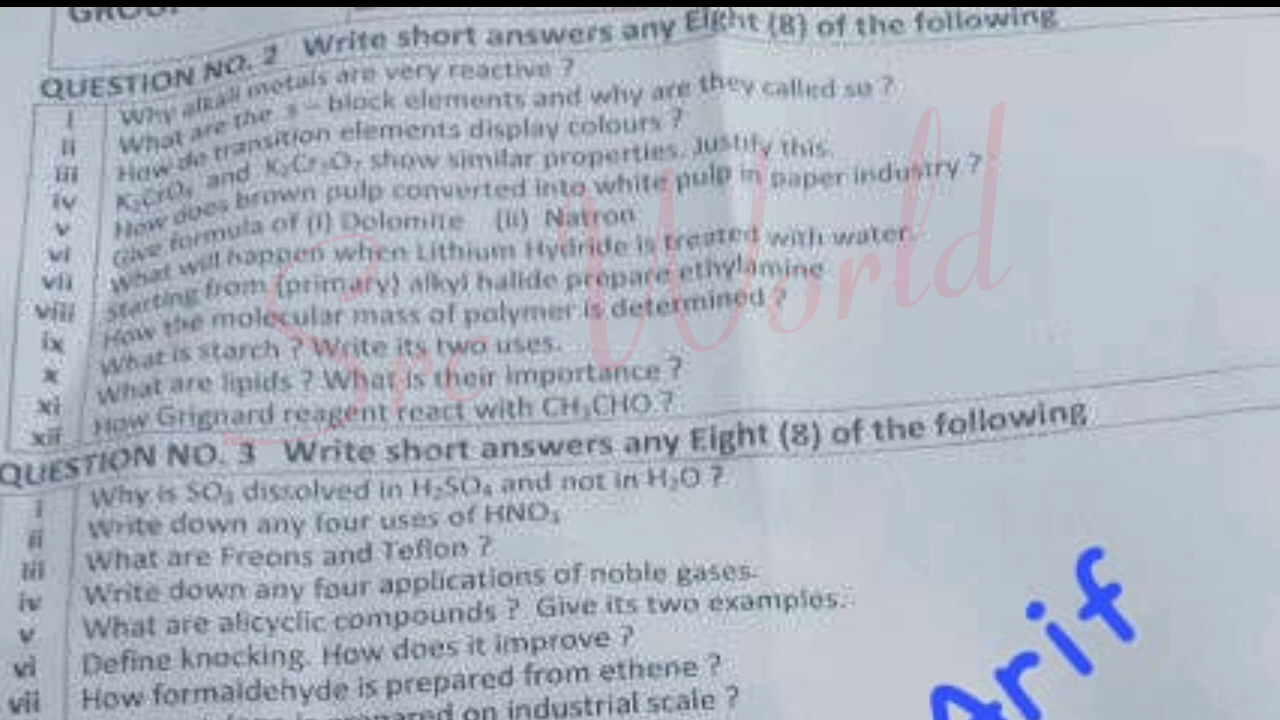 QUESTION NO. 2 Write short answers any Eight (8) of the following
i Why alkali metals are very reactive ?
ii What are the s – block elements and why are they called so ?
iii How do transition elements display colours ?
iv K₂CrO₄ and K₂Cr₂O₇ show similar properties. Justify this.
v How does brown pulp converted into white pulp in paper industry ?
vi Give formula of (i) Dolomite (ii) Natron
vii What will happen when Lithium Hydride is treated with water.
viii Starting from (primary) alkyl halide prepare ethylamine
ix How the molecular mass of polymer is determined ?
x What is starch ? Write its two uses.
xi What are lipids ? What is their importance ?
xii How Grignard reagent react with CH₃CHO ?
Src World
QUESTION NO. 3 Write short answers any Eight (8) of the following
i Why is SO₃ dissolved in H₂SO₄ and not in H₂O ?
ii Write down any four uses of HNO₃
iii What are Freons and Teflon ?
iv Write down any four applications of noble gases.
v What are alicyclic compounds ? Give its two examples..
vi Define knocking. How does it improve ?
vii How formaldehyde is prepared from ethene ?
on industrial scale ?
Arif